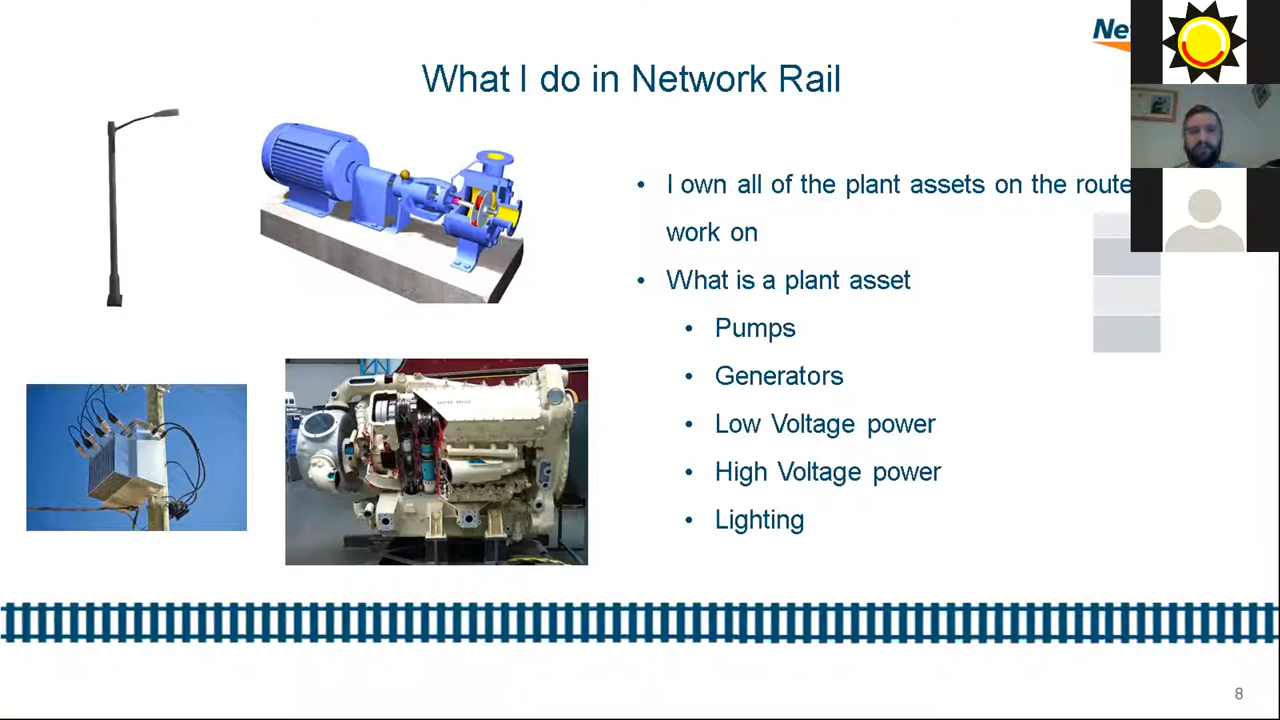 What I do in Network Rail
• I own all of the plant assets on the route
work on
• What is a plant asset
• Pumps
• Generators
• Low Voltage power
• High Voltage power
• Lighting
8